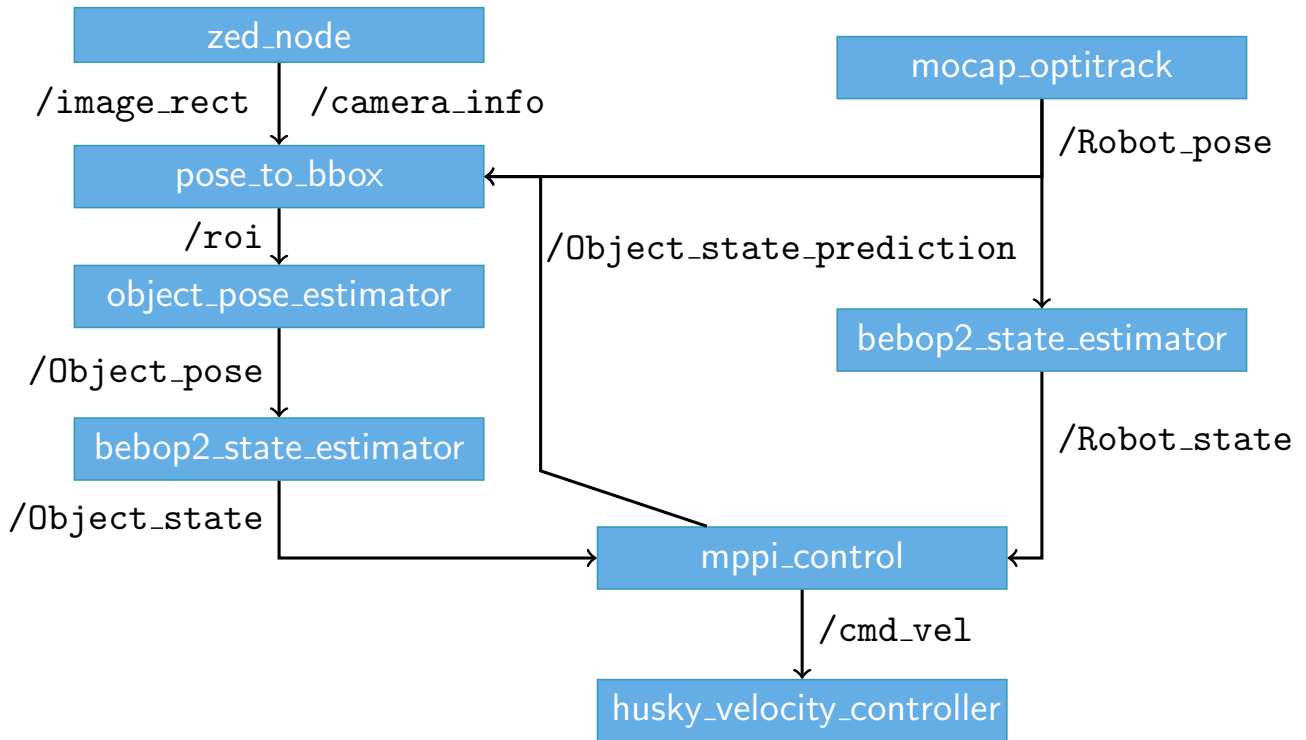 zed_node
mocap_optitrack
/image_rect
/camera_info
/Robot_pose
pose_to_bbox
/roi
/Object_state_prediction
object_pose_estimator
bebop2_state_estimator
/Object_pose
bebop2_state_estimator
/Robot_state
/Object_state
mppi_control
/cmd_vel
husky_velocity_controller